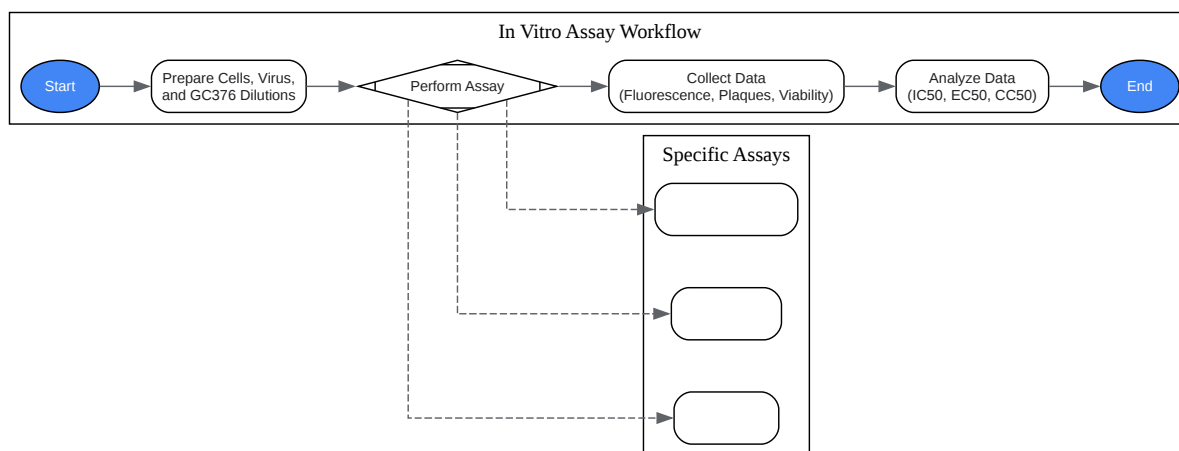 In Vitro Assay Workflow
Start
Prepare Cells, Virus,
and GC376 Dilutions
Perform Assay
Collect Data
(Fluorescence, Plaques, Viability)
Analyze Data
(IC50, EC50, CC50)
End
Specific Assays